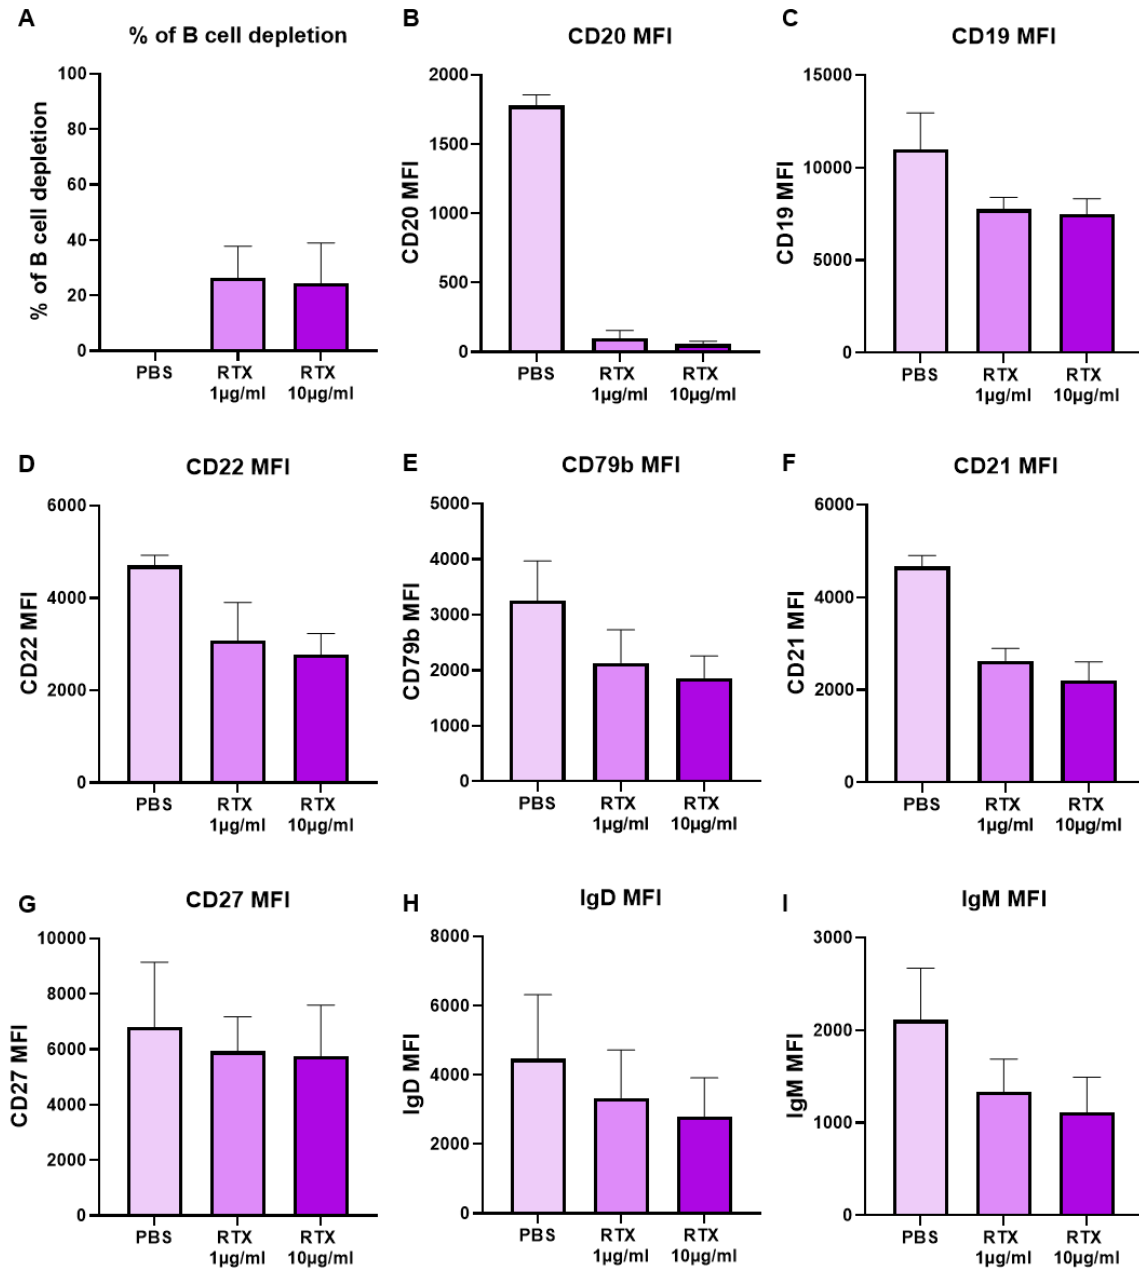 A
% of B cell depletion
% of B cell depletion
100
80
60
40
20
0
PBS
RTX
1µg/ml
RTX
10µg/ml
B
CD20 MFI
CD20 MFI
2000
1500
1000
500
0
PBS
RTX
1µg/ml
RTX
10µg/ml
C
CD19 MFI
CD19 MFI
15000
10000
5000
0
PBS
RTX
1µg/ml
RTX
10µg/ml
D
CD22 MFI
CD22 MFI
6000
4000
2000
0
PBS
RTX
1µg/ml
RTX
10µg/ml
E
CD79b MFI
CD79b MFI
5000
4000
3000
2000
1000
0
PBS
RTX
1µg/ml
RTX
10µg/ml
F
CD21 MFI
CD21 MFI
6000
4000
2000
0
PBS
RTX
1µg/ml
RTX
10µg/ml
G
CD27 MFI
CD27 MFI
10000
8000
6000
4000
2000
0
PBS
RTX
1µg/ml
RTX
10µg/ml
H
IgD MFI
IgD MFI
8000
6000
4000
2000
0
PBS
RTX
1µg/ml
RTX
10µg/ml
I
IgM MFI
IgM MFI
3000
2000
1000
0
PBS
RTX
1µg/ml
RTX
10µg/ml